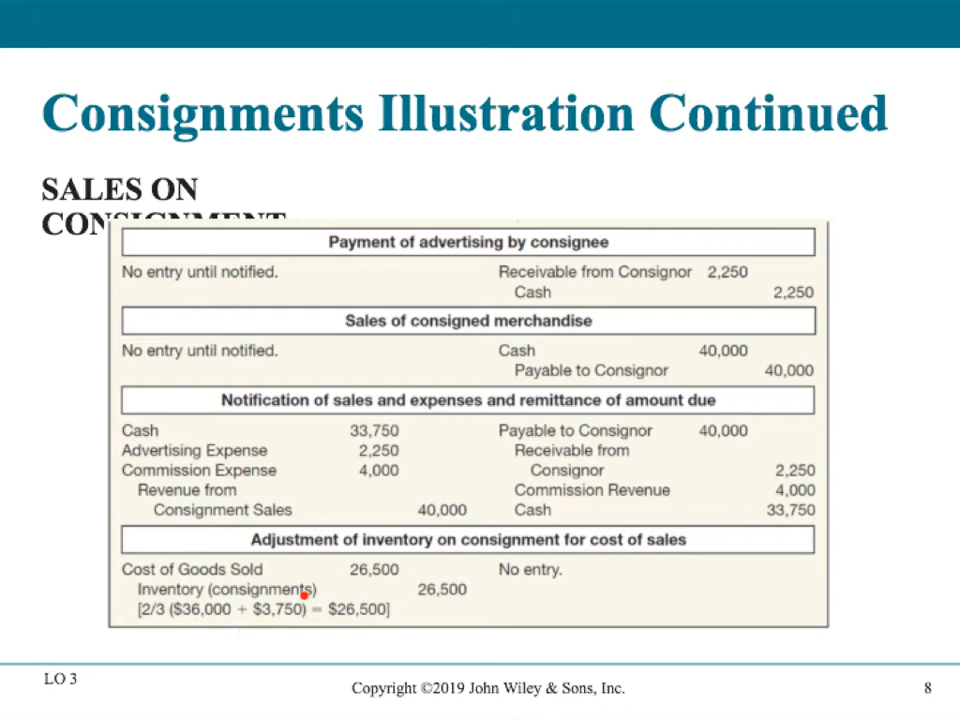 Consignments Illustration Continued
SALES ON
CONSIGNMENT
Payment of advertising by consignee
No entry until notified. Receivable from Consignor 2,250
Cash 2,250
Sales of consigned merchandise
No entry until notified. Cash 40,000
Payable to Consignor 40,000
Notification of sales and expenses and remittance of amount due
Cash 33,750 Payable to Consignor 40,000
Advertising Expense 2,250 Receivable from
Commission Expense 4,000 Consignor 2,250
Revenue from Commission Revenue 4,000
Consignment Sales 40,000 Cash 33,750
Adjustment of inventory on consignment for cost of sales
Cost of Goods Sold 26,500 No entry.
Inventory (consignments) 26,500
[2/3 ($36,000 + $3,750) = $26,500]
LO 3
Copyright ©2019 John Wiley & Sons, Inc. 8